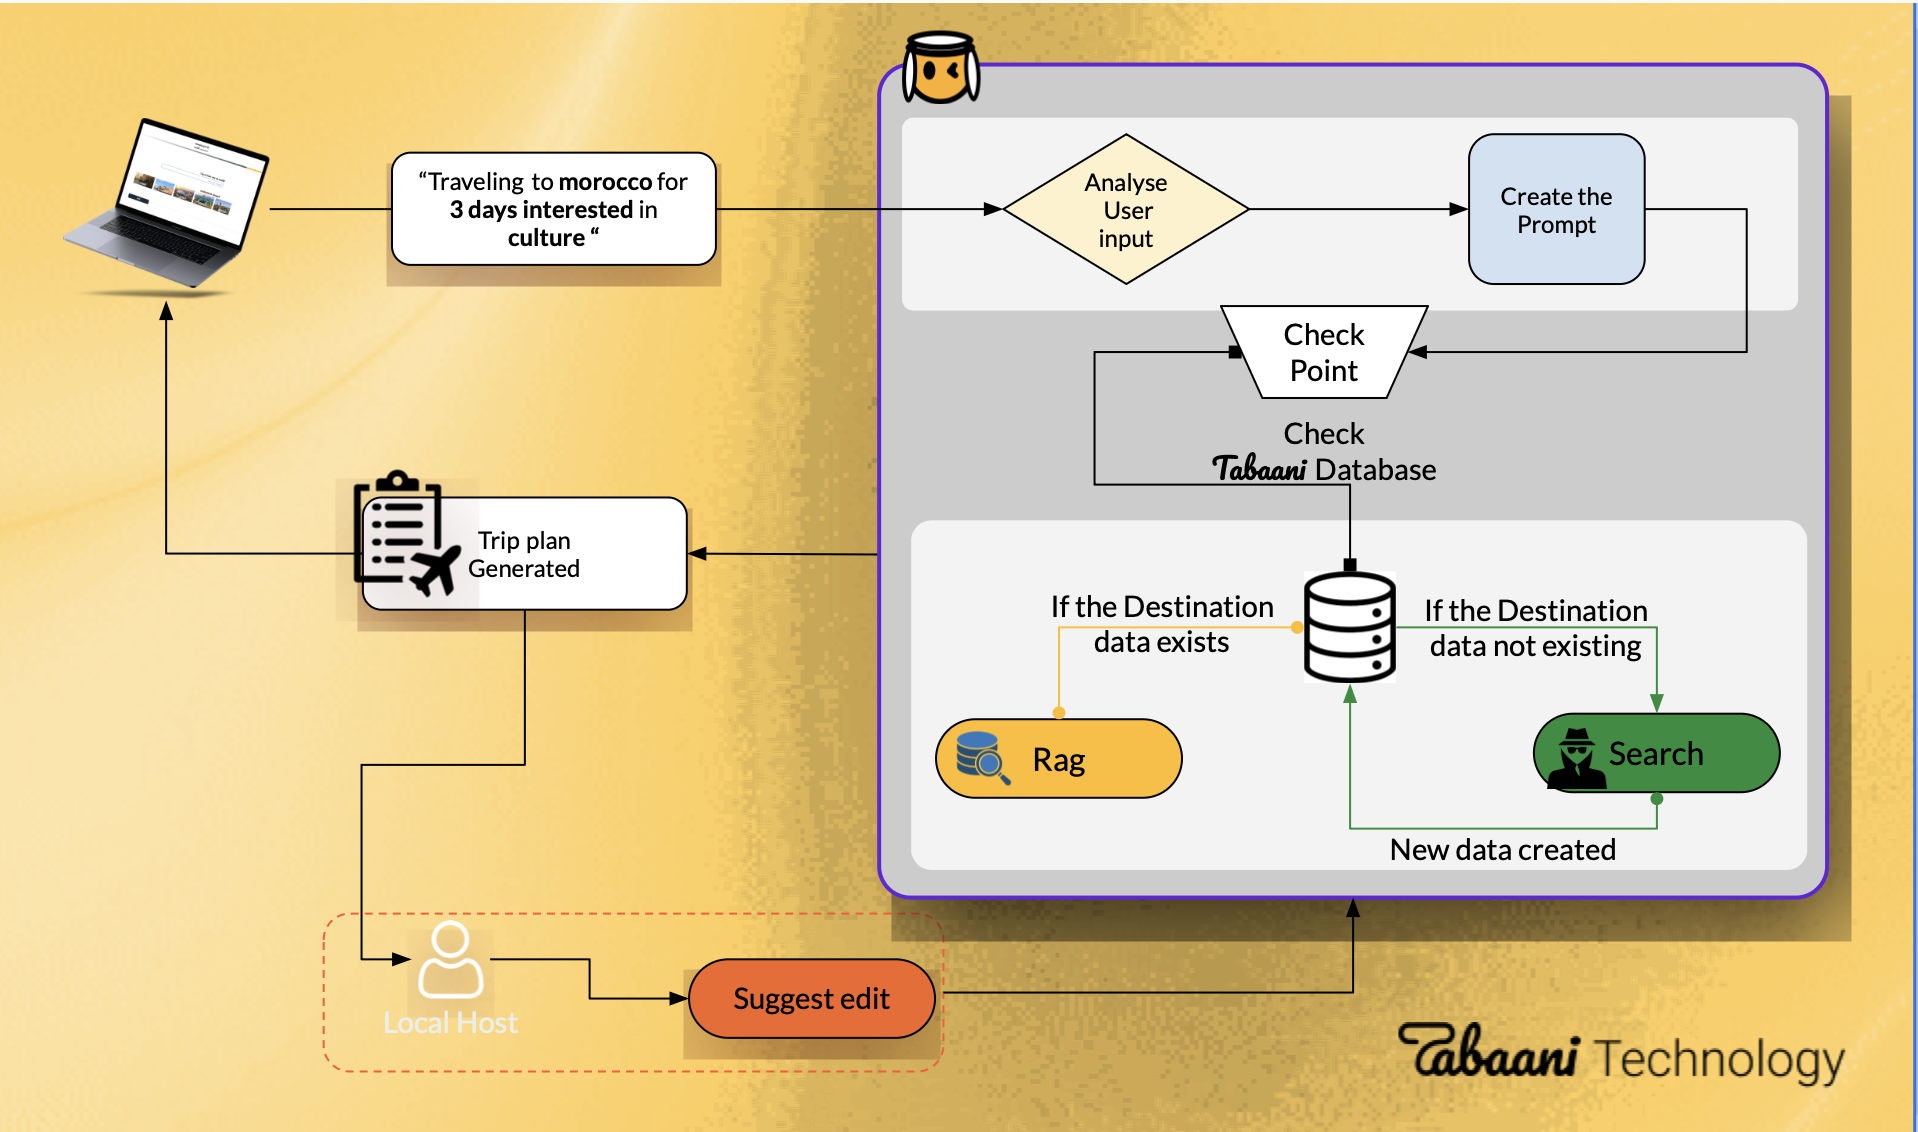 “Traveling to morocco for
3 days interested in
culture “
Analyse
User
input
Create the
Prompt
Check
Point
Check
Tabaani Database
Trip plan
Generated
If the Destination
data exists
If the Destination
data not existing
Rag
Search
New data created
Local Host
Suggest edit
Tabaani Technology